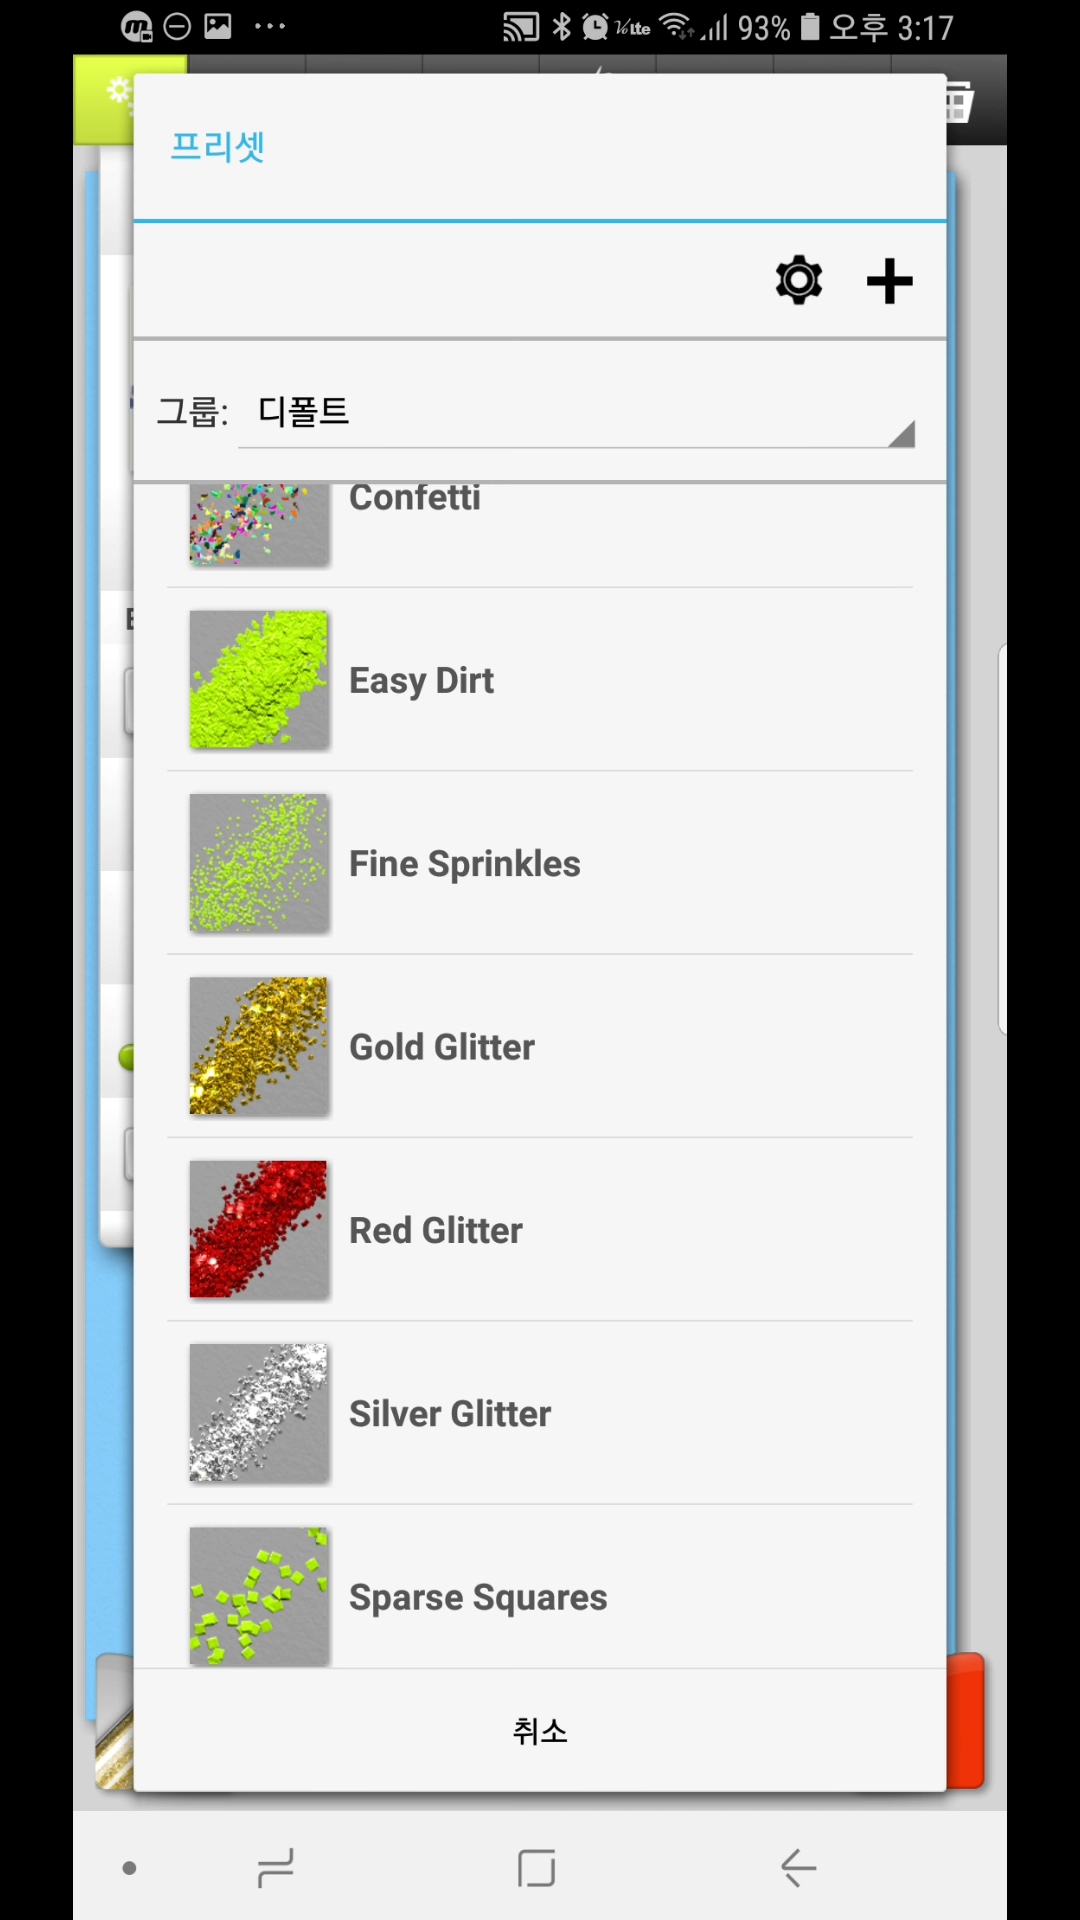 VoLTE 93% 오후 3:17
프리셋
그룹: 디폴트
Confetti
Easy Dirt
Fine Sprinkles
Gold Glitter
Red Glitter
Silver Glitter
Sparse Squares
취소